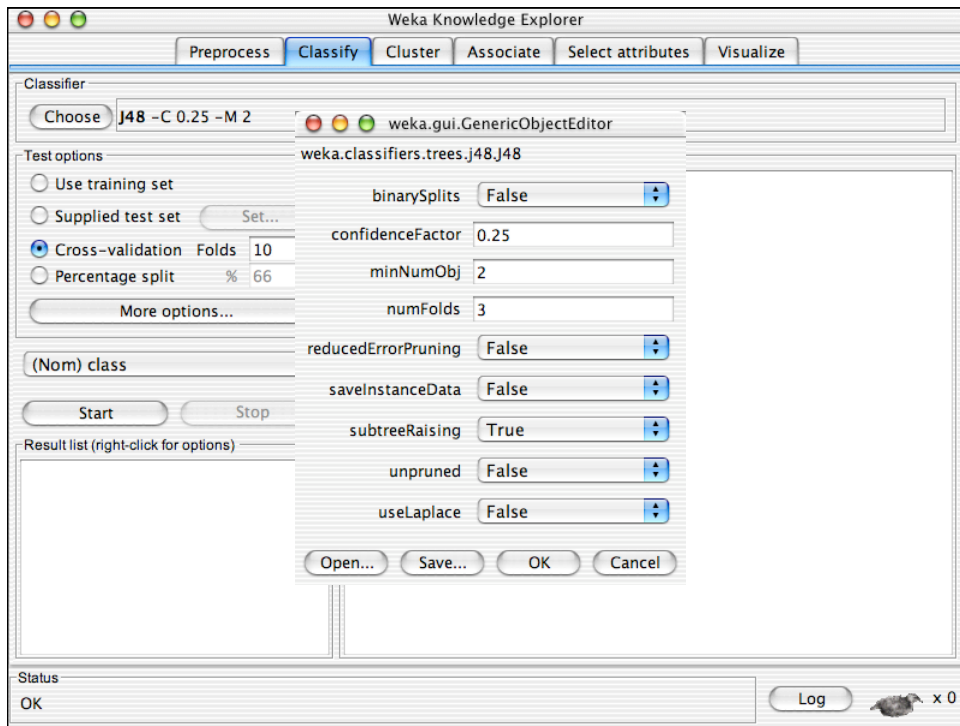 Weka Knowledge Explorer
Preprocess Classify Cluster Associate Select attributes Visualize
Classifier
Choose J48 -C 0.25 -M 2
weka.gui.GenericObjectEditor
weka.classifiers.trees.j48.J48
binarySplits False
confidenceFactor 0.25
minNumObj 2
numFolds 3
reducedErrorPruning False
saveInstanceData False
subtreeRaising True
unpruned False
useLaplace False
Open... Save... OK Cancel
Test options
Use training set
Supplied test set Set...
Cross-validation Folds 10
Percentage split % 66
More options...
(Nom) class
Start Stop
Result list (right-click for options)
Status
OK
Log x 0